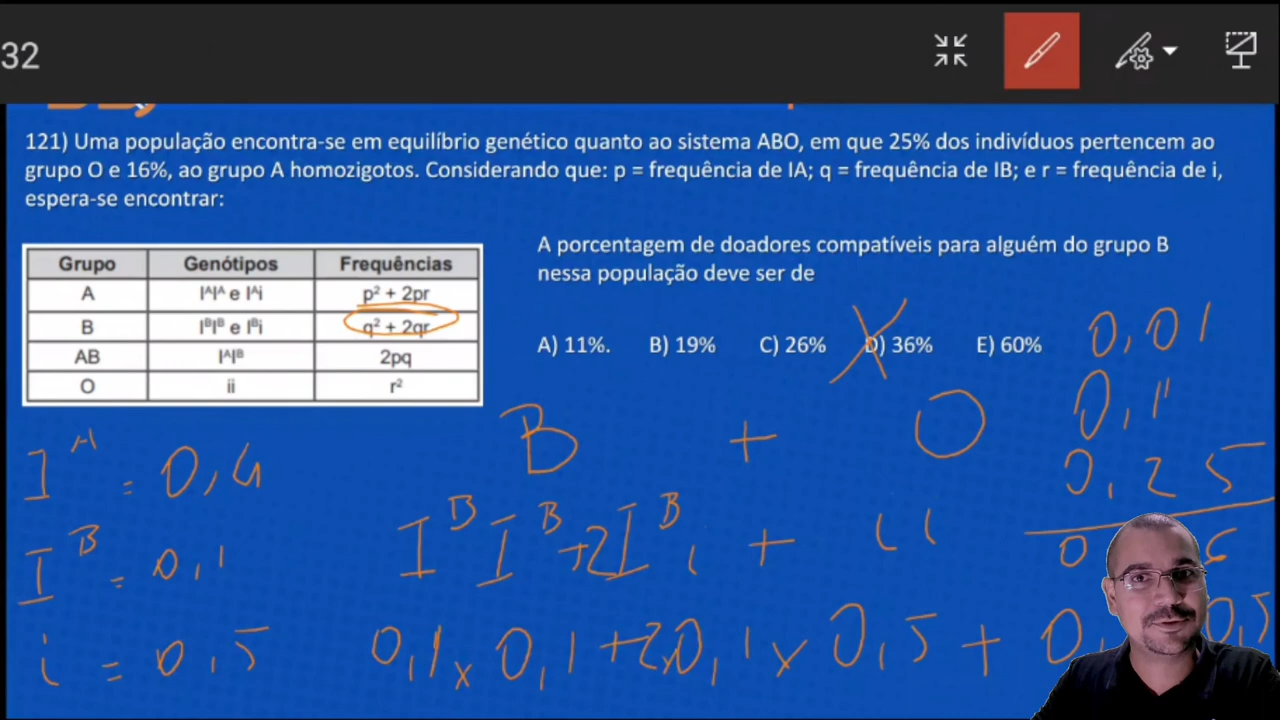 32
121) Uma população encontra-se em equilíbrio genético quanto ao sistema ABO, em que 25% dos indivíduos pertencem ao
grupo O e 16%, ao grupo A homozigotos. Considerando que: p = frequência de IA; q = frequência de IB; e r = frequência de i,
espera-se encontrar:
Grupo Genótipos Frequências
A IᴬIᴬ e Iᴬi p² + 2pr
B IᴮIᴮ e Iᴮi q² + 2qr
AB IᴬIᴮ 2pq
O ii r²
A porcentagem de doadores compatíveis para alguém do grupo B
nessa população deve ser de
A) 11%. B) 19% C) 26% D) 36% E) 60%
0,01
0,1
0,25
B + O
Iᴬ = 0,4
IᴮIᴮ+2Iᴮi + ii
Iᴮ = 0,1
i = 0,5
0,1 x 0,1 + 2x0,1 x 0,5 + 0, 0,5